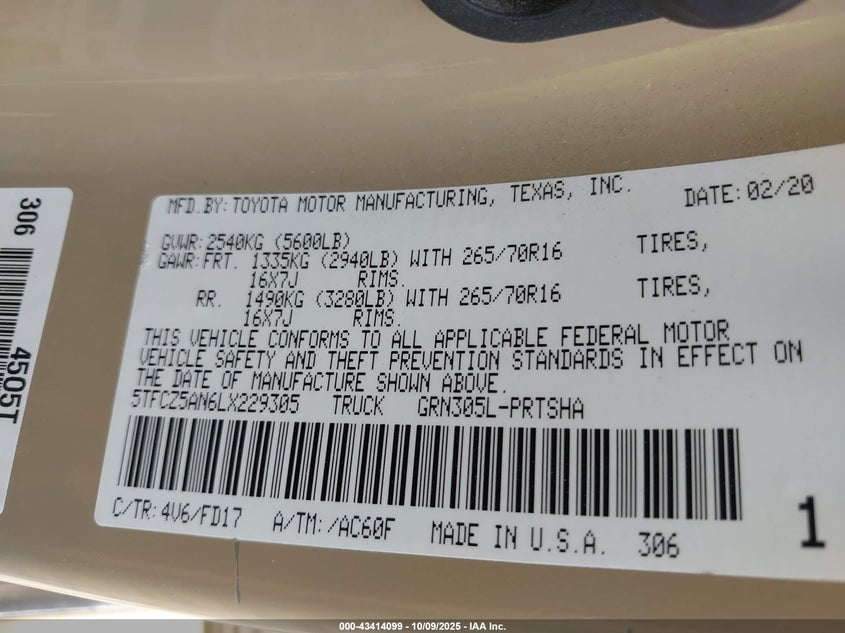 306
4505T
MFD.BY:TOYOTA MOTOR MANUFACTURING, TEXAS, INC. DATE:02/20
GVWR:2540KG (5600LB)
GAWR:FRT. 1335KG (2940LB) WITH 265/70R16 TIRES,
16X7J RIMS.
RR. 1490KG (3280LB) WITH 265/70R16 TIRES,
16X7J RIMS.
THIS VEHICLE CONFORMS TO ALL APPLICABLE FEDERAL MOTOR
VEHICLE SAFETY AND THEFT PREVENTION STANDARDS IN EFFECT ON
THE DATE OF MANUFACTURE SHOWN ABOVE.
5TFCZ5AN6LX229305 TRUCK GRN305L-PRTSHA
C/TR:4V6/FD17 A/TM:/AC60F MADE IN U.S.A. 306
1
000-43414099 - 10/09/2025 - IAA Inc.